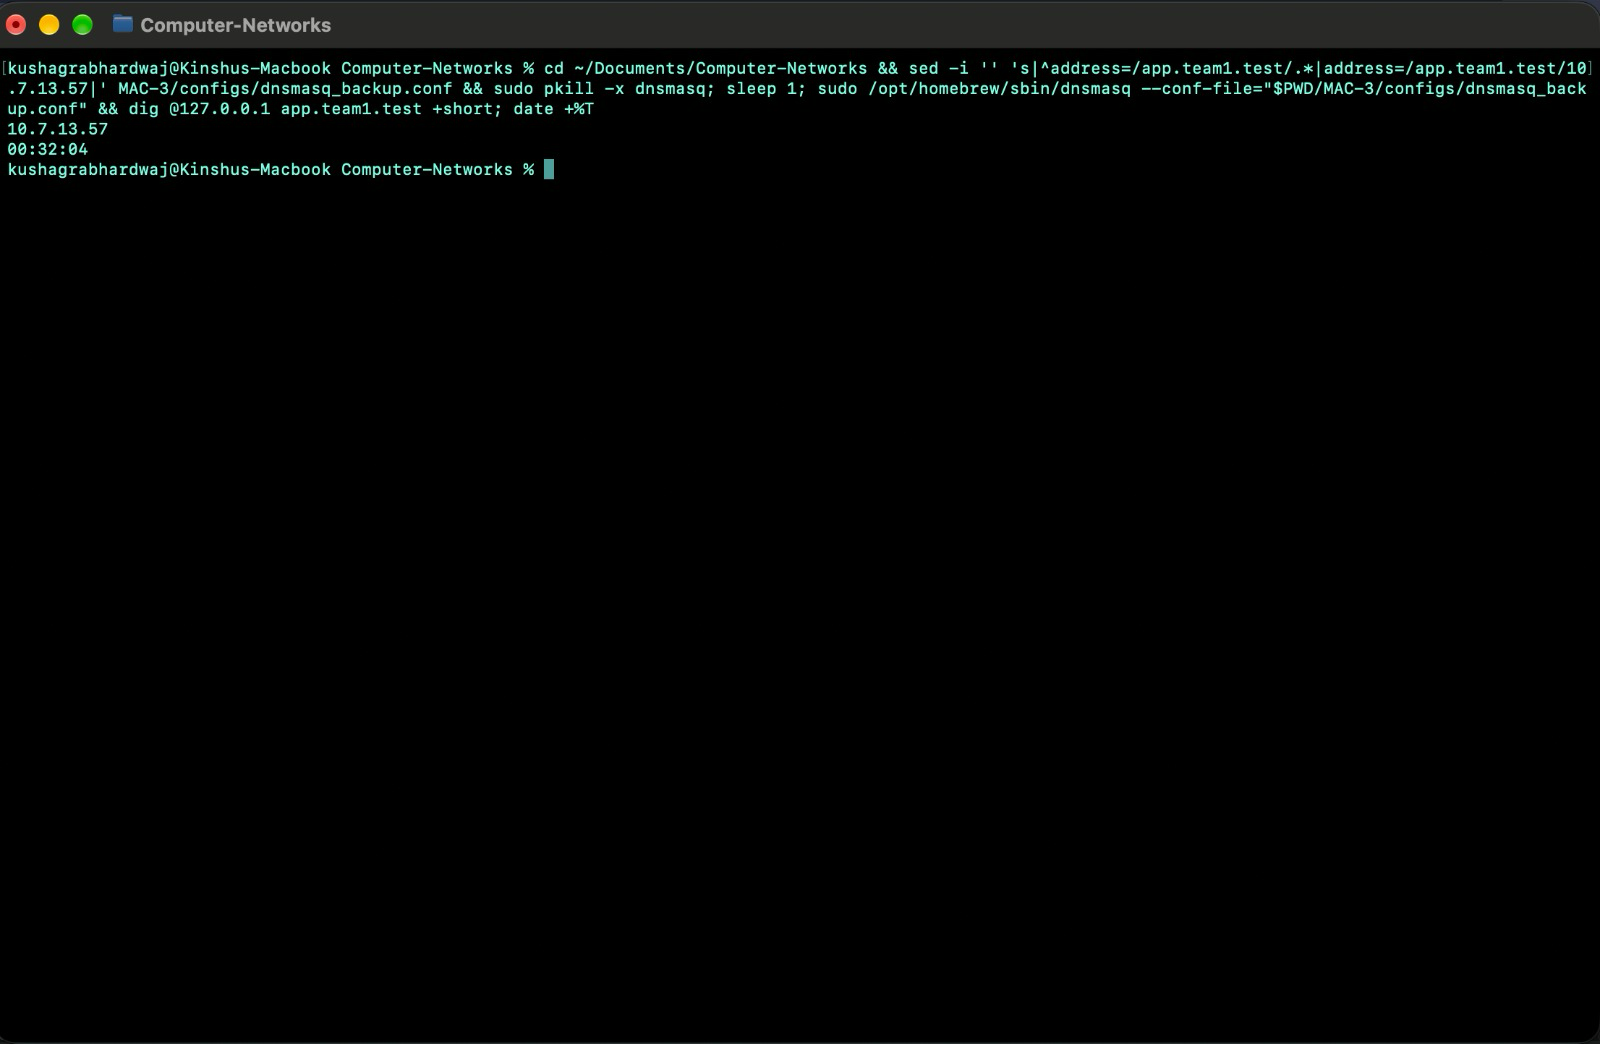 Computer-Networks
[kushagrabhardwaj@Kinshus-Macbook Computer-Networks % cd ~/Documents/Computer-Networks && sed -i '' 's|^address=/app.team1.test/.*|address=/app.team1.test/10]
.7.13.57|' MAC-3/configs/dnsmasq_backup.conf && sudo pkill -x dnsmasq; sleep 1; sudo /opt/homebrew/sbin/dnsmasq --conf-file="$PWD/MAC-3/configs/dnsmasq_back
up.conf" && dig @127.0.0.1 app.team1.test +short; date +%T
10.7.13.57
00:32:04
kushagrabhardwaj@Kinshus-Macbook Computer-Networks %